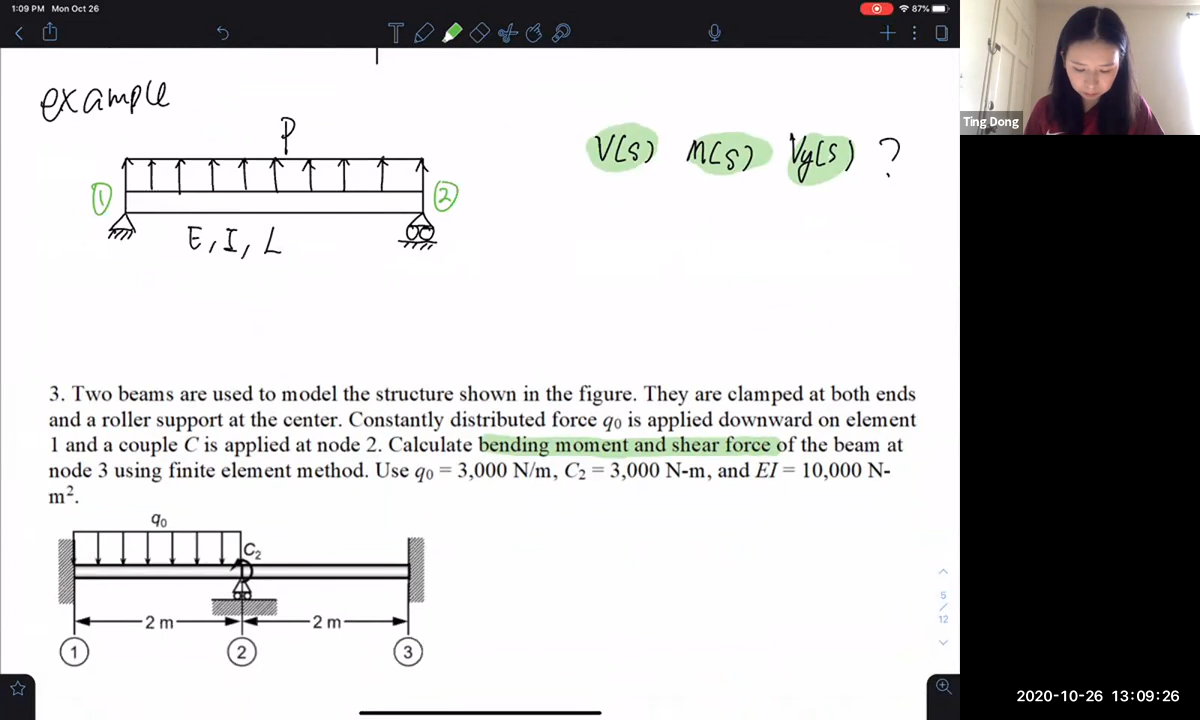 1:09 PM Mon Oct 26
87%
example
P
V(s) M(s) Vy(s) ?
① ②
E, I, L
Ting Dong
3. Two beams are used to model the structure shown in the figure. They are clamped at both ends
and a roller support at the center. Constantly distributed force q₀ is applied downward on element
1 and a couple C is applied at node 2. Calculate bending moment and shear force of the beam at
node 3 using finite element method. Use q₀ = 3,000 N/m, C₂ = 3,000 N-m, and EI = 10,000 N-
m².
q₀
C₂
2 m 2 m
① ② ③
5
/
12
2020-10-26 13:09:26